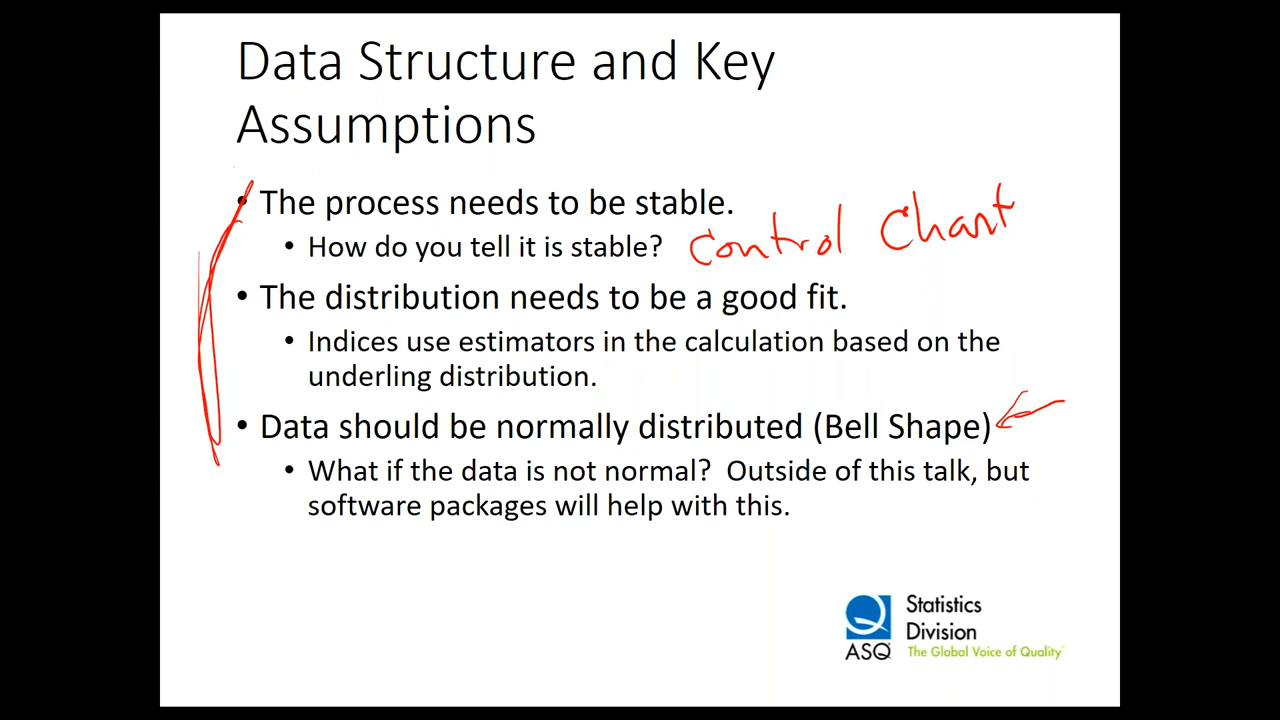 Data Structure and Key
Assumptions
• The process needs to be stable.
• How do you tell it is stable? Control Chart
• The distribution needs to be a good fit.
• Indices use estimators in the calculation based on the
underling distribution.
• Data should be normally distributed (Bell Shape)
• What if the data is not normal? Outside of this talk, but
software packages will help with this.
Statistics
Division
ASQ The Global Voice of Quality